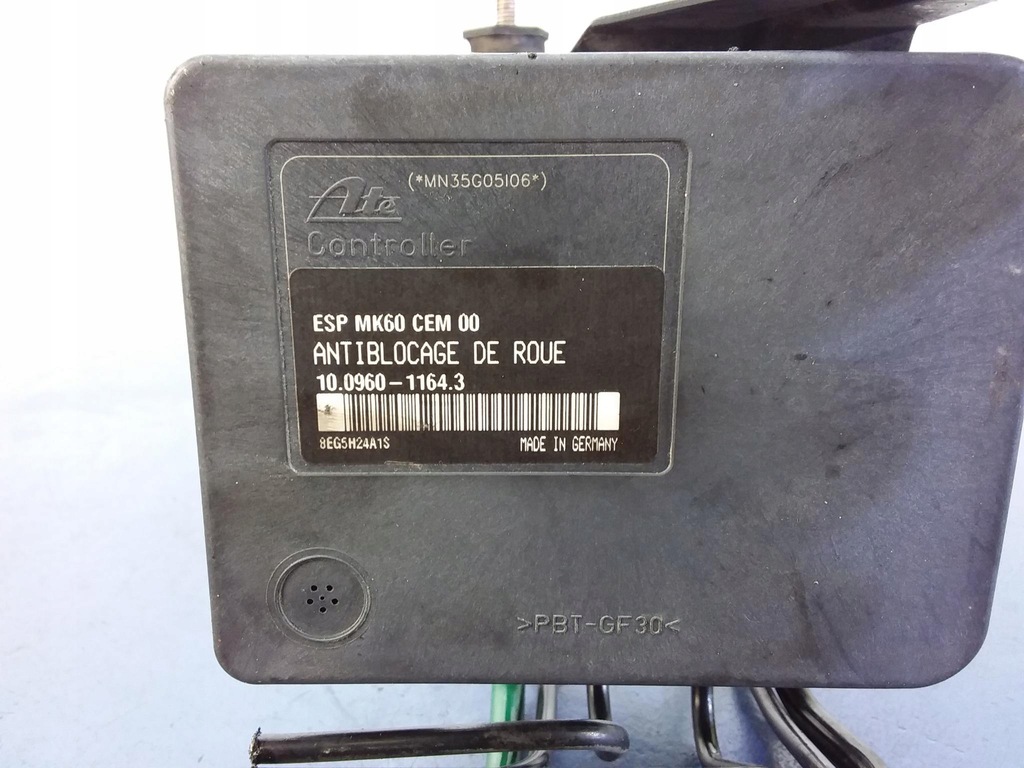 (*MN35G05I06*)
Ate
Controller
ESP MK60 CEM 00
ANTIBLOCAGE DE ROUE
10.0960-1164.3
8EG5H24A1S
MADE IN GERMANY
>PBT-GF30<